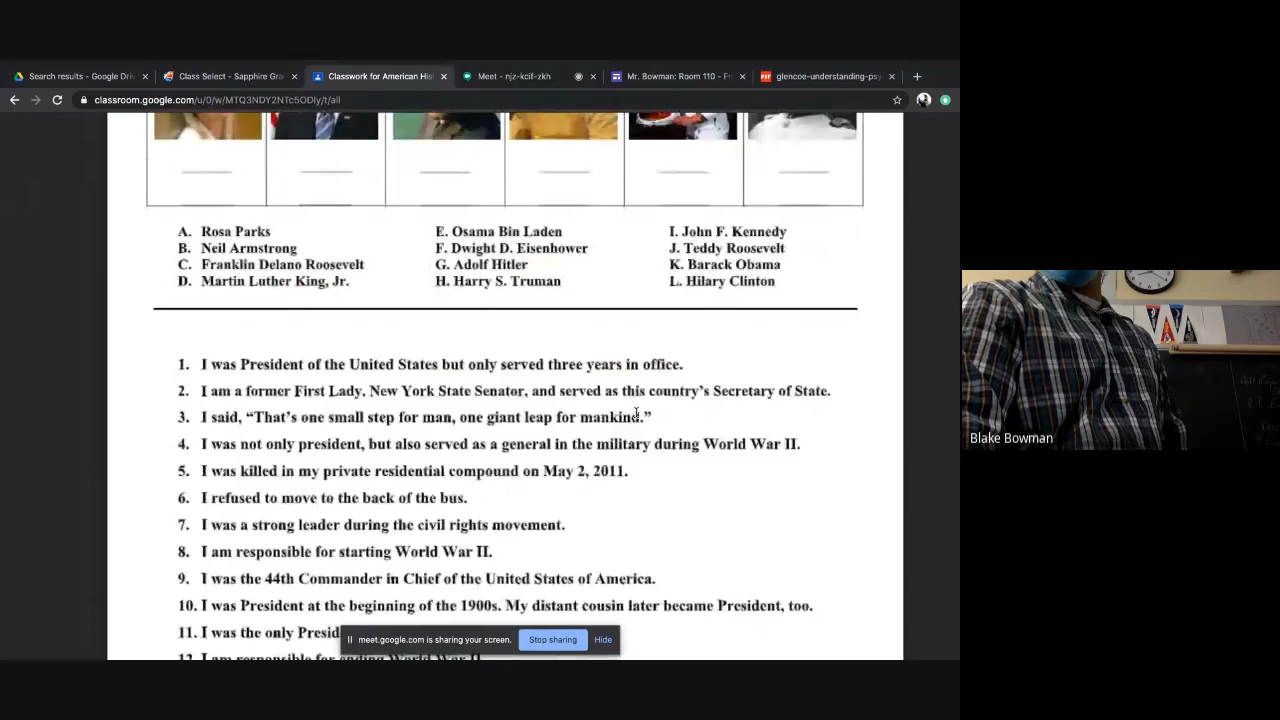 Search results - Google Driv
Class Select - Sapphire Gra
Classwork for American His
Meet - njz-kcif-zkh
Mr. Bowman: Room 110 - Fr
glencoe-understanding-psy
classroom.google.com/u/0/w/MTQ3NDY2NTc5ODIy/t/all
A. Rosa Parks
B. Neil Armstrong
C. Franklin Delano Roosevelt
D. Martin Luther King, Jr.
E. Osama Bin Laden
F. Dwight D. Eisenhower
G. Adolf Hitler
H. Harry S. Truman
I. John F. Kennedy
J. Teddy Roosevelt
K. Barack Obama
L. Hilary Clinton
1. I was President of the United States but only served three years in office.
2. I am a former First Lady, New York State Senator, and served as this country's Secretary of State.
3. I said, "That's one small step for man, one giant leap for mankind."
4. I was not only president, but also served as a general in the military during World War II.
5. I was killed in my private residential compound on May 2, 2011.
6. I refused to move to the back of the bus.
7. I was a strong leader during the civil rights movement.
8. I am responsible for starting World War II.
9. I was the 44th Commander in Chief of the United States of America.
10. I was President at the beginning of the 1900s. My distant cousin later became President, too.
11. I was the only Presid
12. I am responsible for ending World War II.
meet.google.com is sharing your screen.
Stop sharing
Hide
Blake Bowman
W